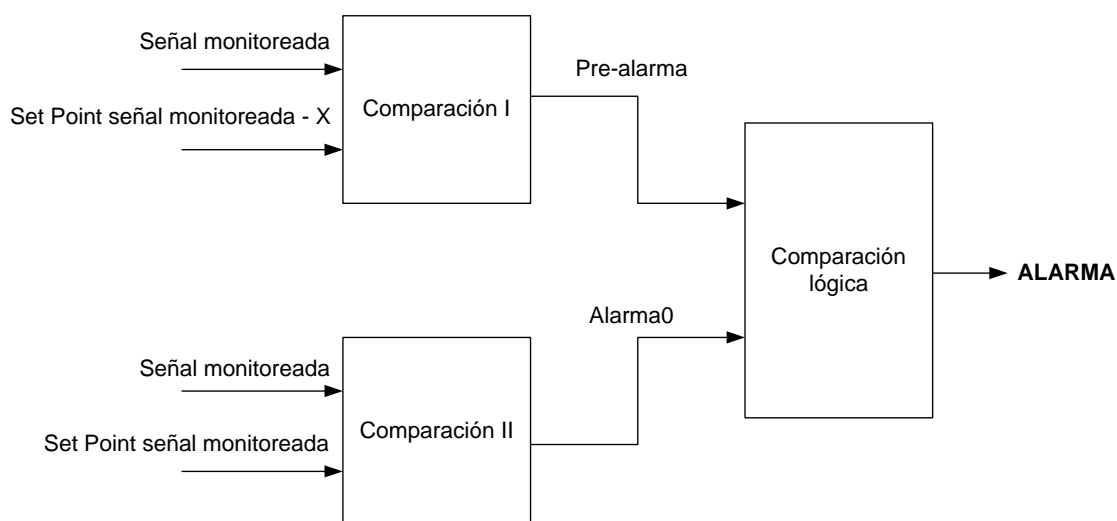 Señal monitoreada
Set Point señal monitoreada - X
Comparación I
Pre-alarma
Comparación
lógica
ALARMA
Alarma0
Señal monitoreada
Set Point señal monitoreada
Comparación II